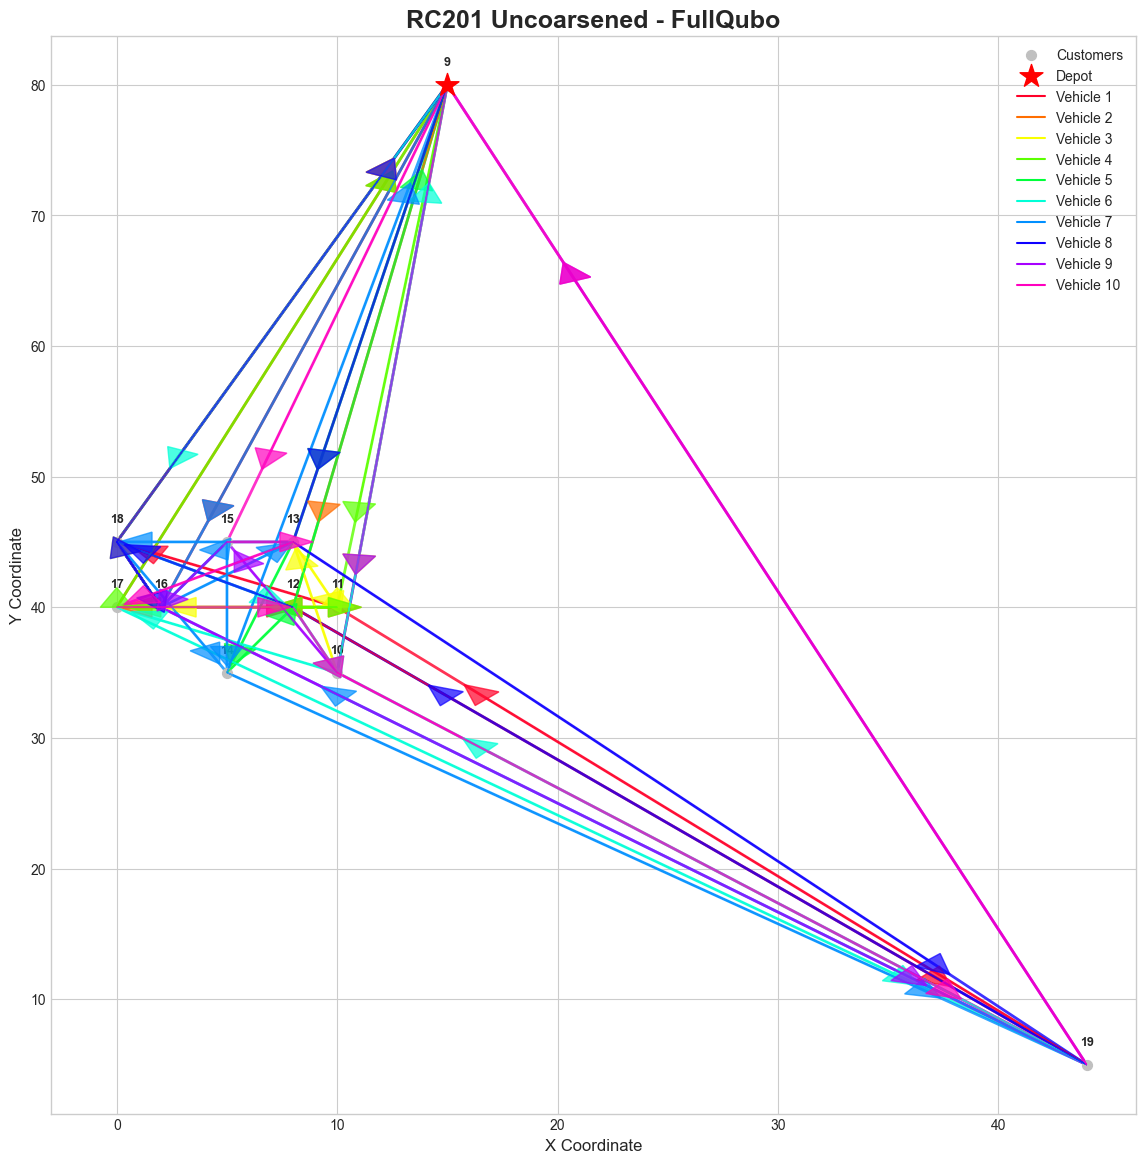 RC201 Uncoarsened - FullQubo
9
Customers
Depot
Vehicle 1
Vehicle 2
Vehicle 3
Vehicle 4
Vehicle 5
Vehicle 6
Vehicle 7
Vehicle 8
Vehicle 9
Vehicle 10
80
70
60
50
40
30
20
10
Y Coordinate
18
15
13
17
16
12
11
10
19
0
10
20
30
40
X Coordinate